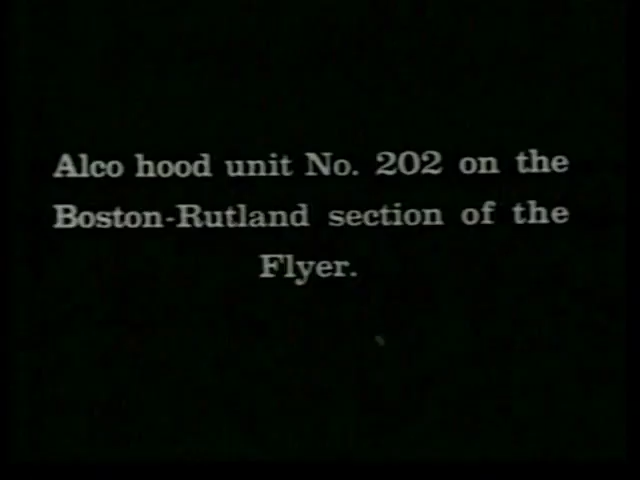 Alco hood unit No. 202 on the
Boston-Rutland section of the
Flyer.